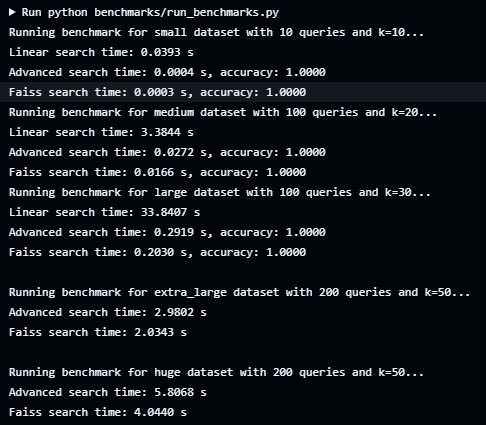 Run python benchmarks/run_benchmarks.py
Running benchmark for small dataset with 10 queries and k=10...
Linear search time: 0.0393 s
Advanced search time: 0.0004 s, accuracy: 1.0000
Faiss search time: 0.0003 s, accuracy: 1.0000
Running benchmark for medium dataset with 100 queries and k=20...
Linear search time: 3.3844 s
Advanced search time: 0.0272 s, accuracy: 1.0000
Faiss search time: 0.0166 s, accuracy: 1.0000
Running benchmark for large dataset with 100 queries and k=30...
Linear search time: 33.8407 s
Advanced search time: 0.2919 s, accuracy: 1.0000
Faiss search time: 0.2030 s, accuracy: 1.0000
Running benchmark for extra_large dataset with 200 queries and k=50...
Advanced search time: 2.9802 s
Faiss search time: 2.0343 s
Running benchmark for huge dataset with 200 queries and k=50...
Advanced search time: 5.8068 s
Faiss search time: 4.0440 s